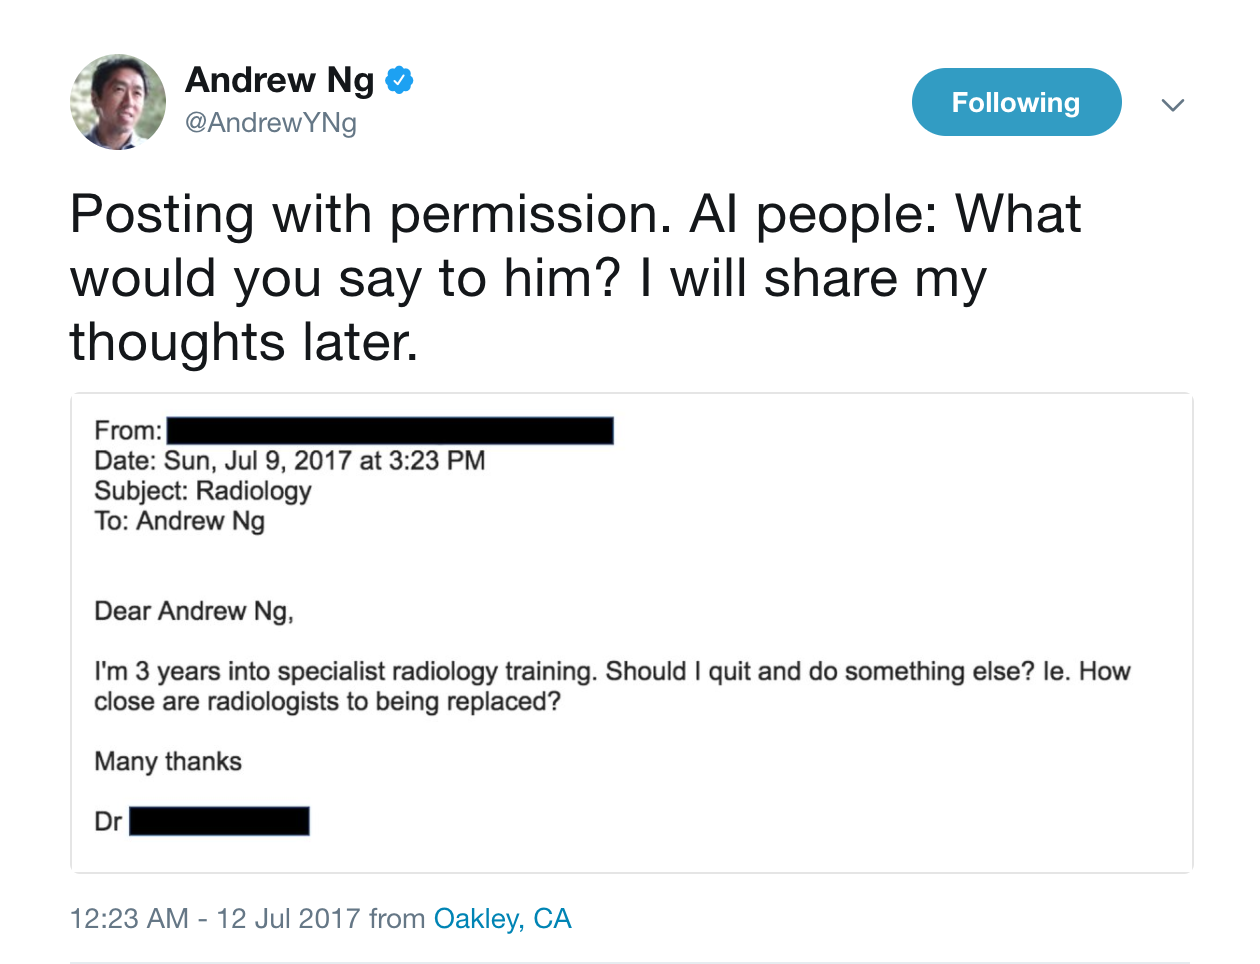 Andrew Ng
@AndrewYNg
Following
Posting with permission. AI people: What
would you say to him? I will share my
thoughts later.
From:
Date: Sun, Jul 9, 2017 at 3:23 PM
Subject: Radiology
To: Andrew Ng
Dear Andrew Ng,
I'm 3 years into specialist radiology training. Should I quit and do something else? Ie. How
close are radiologists to being replaced?
Many thanks
Dr
12:23 AM - 12 Jul 2017 from Oakley, CA